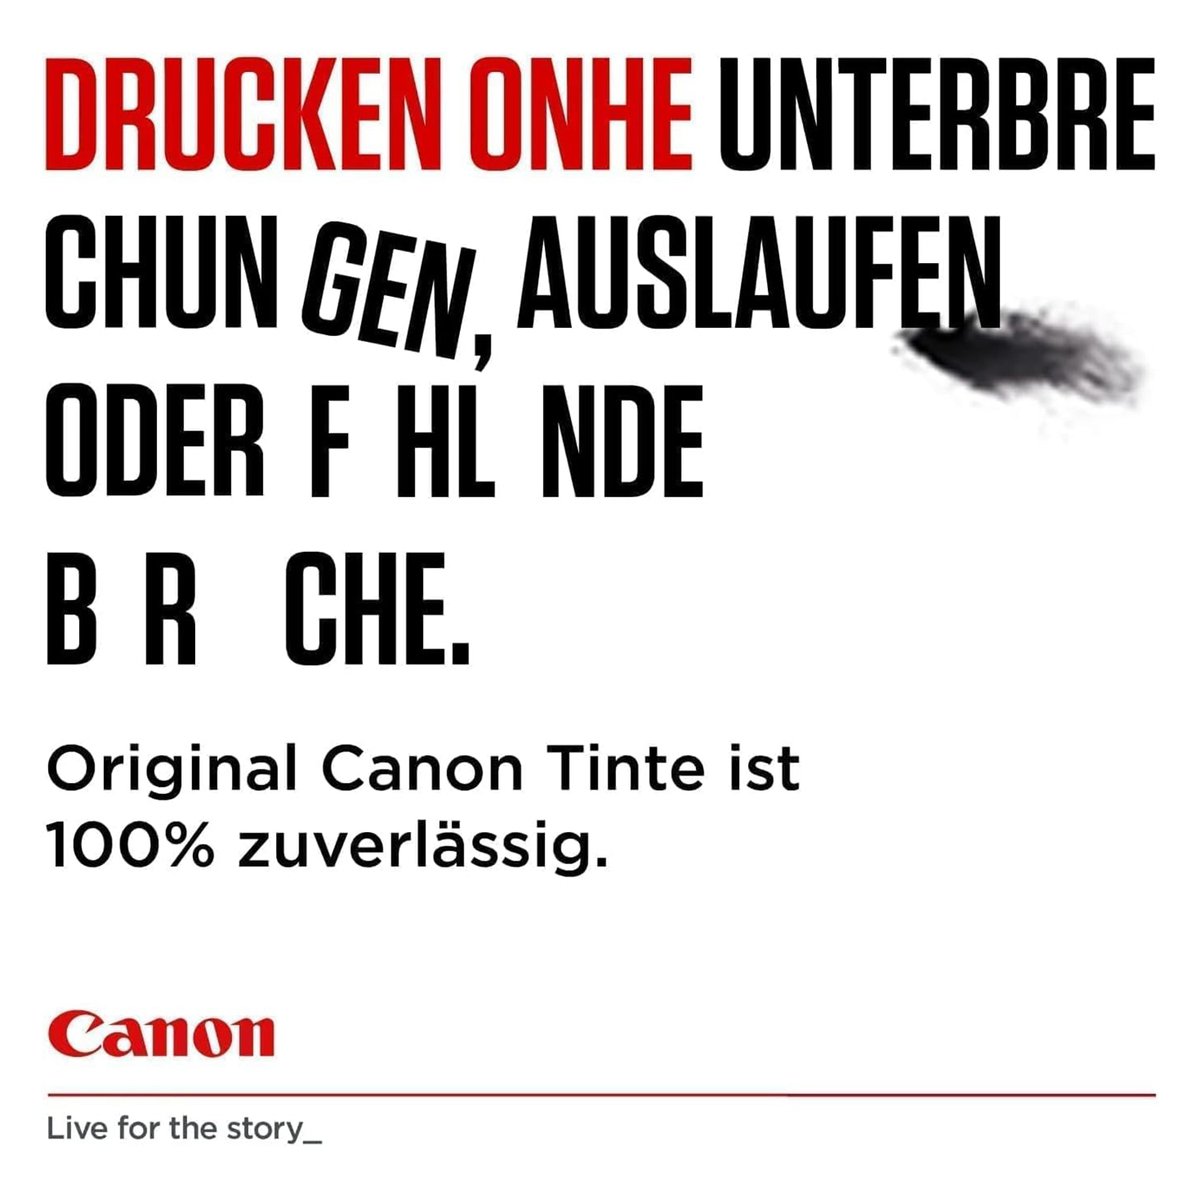 DRUCKEN ONHE UNTERBRE
CHUN GEN, AUSLAUFEN
ODER F HL NDE
B R CHE.
Original Canon Tinte ist
100% zuverlässig.
Canon
Live for the story_